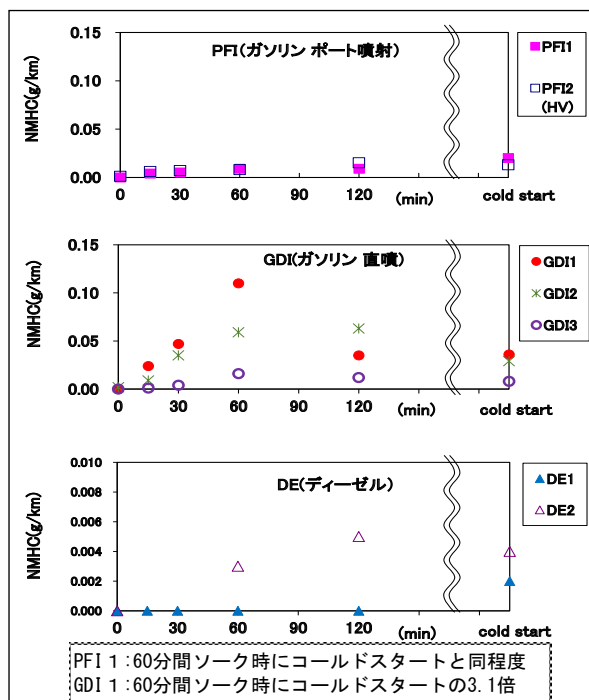 PFI(ガソリン ポート噴射)
NMHC(g/km)
0.15
0.10
0.05
0.00
0 30 60 90 120 (min) cold start
PFI1
PFI2
(HV)
GDI(ガソリン 直噴)
NMHC(g/km)
0.15
0.10
0.05
0.00
0 30 60 90 120 (min) cold start
GDI1
GDI2
GDI3
DE(ディーゼル)
NMHC(g/km)
0.010
0.008
0.006
0.004
0.002
0.000
0 30 60 90 120 (min) cold start
DE1
DE2
PFI１:60分間ソーク時にコールドスタートと同程度
GDI１:60分間ソーク時にコールドスタートの3.1倍